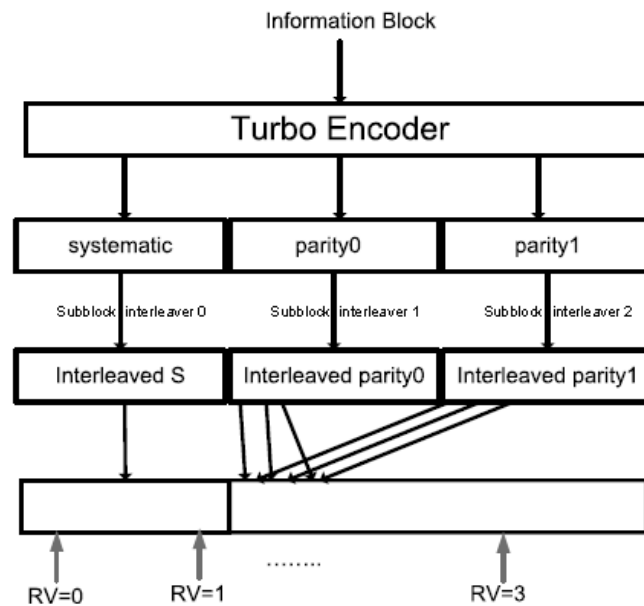 Information Block
Turbo Encoder
systematic parity0 parity1
Subblock interleaver 0 Subblock interleaver 1 Subblock interleaver 2
Interleaved S Interleaved parity0 Interleaved parity1
........
RV=0 RV=1 RV=3